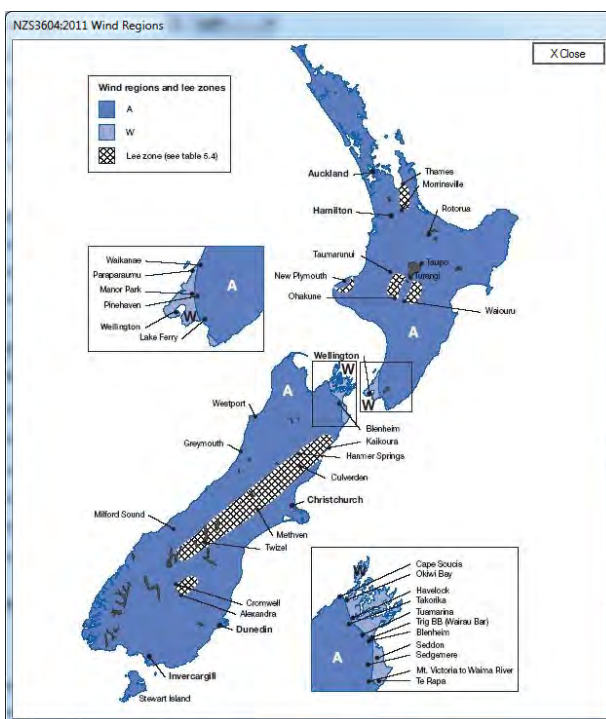 NZS3604:2011 Wind Regions
X Close
Wind regions and lee zones
A
W
Lee zone (see table 5.4)
Auckland
Thames
Morrinsville
Hamilton
Rotorua
Taumarunui
Taupo
New Plymouth
Turangi
Ohakune
Waiouru
A
Waikanae
Paraparaumu
Manor Park
Pinehaven
Wellington
Lake Ferry
A
W
Wellington
W
W
A
Westport
Blenheim
Greymouth
Kaikoura
Hanmer Springs
Culverden
Christchurch
Milford Sound
Methven
Twizel
Cromwell
Alexandra
Dunedin
Invercargill
Stewart Island
W
Cape Soucis
Okiwi Bay
Havelock
Takorika
Tuamarina
Trig BB (Wairau Bar)
Blenheim
Seddon
Sedgemere
Mt. Victoria to Waima River
Te Rapa
A